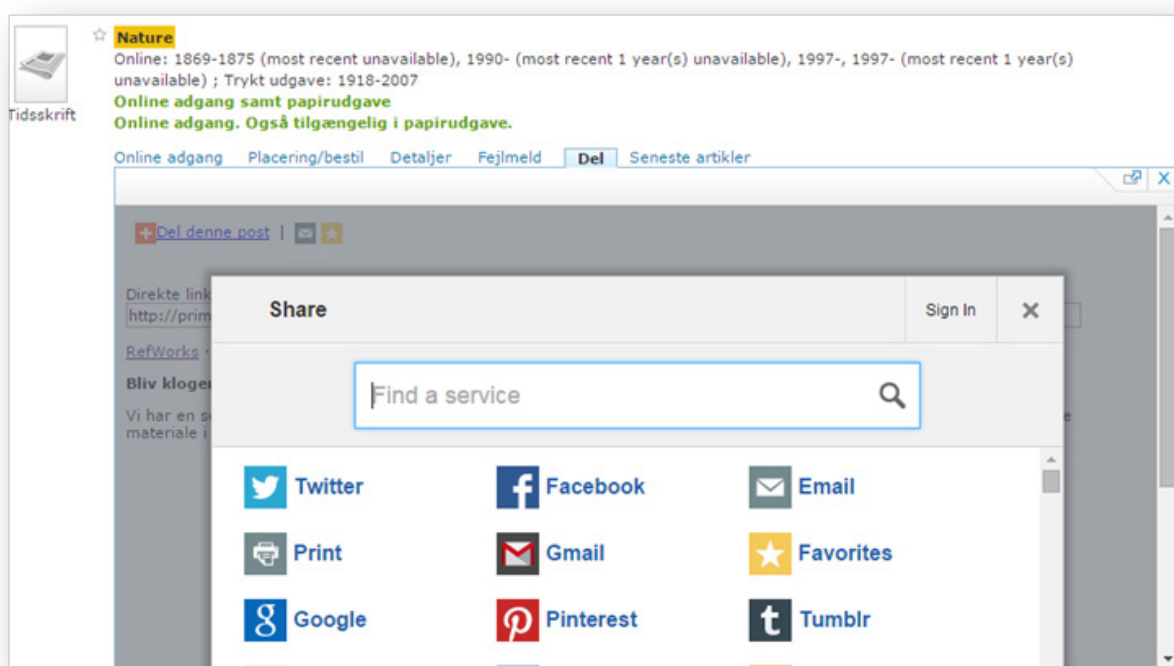 Nature
Online: 1869-1875 (most recent unavailable), 1990- (most recent 1 year(s) unavailable), 1997-, 1997- (most recent 1 year(s)
unavailable) ; Trykt udgave: 1918-2007
Tidsskrift
Online adgang samt papirudgave
Online adgang. Også tilgængelig i papirudgave.
Online adgang Placering/bestil Detaljer Fejlmeld Del Seneste artikler
Del denne post |
Direkte link
http://prim
Share Sign In
RefWorks
Find a service
Bliv kloger
Vi har en s
materiale i
Twitter Facebook Email
Print Gmail Favorites
Google Pinterest Tumblr